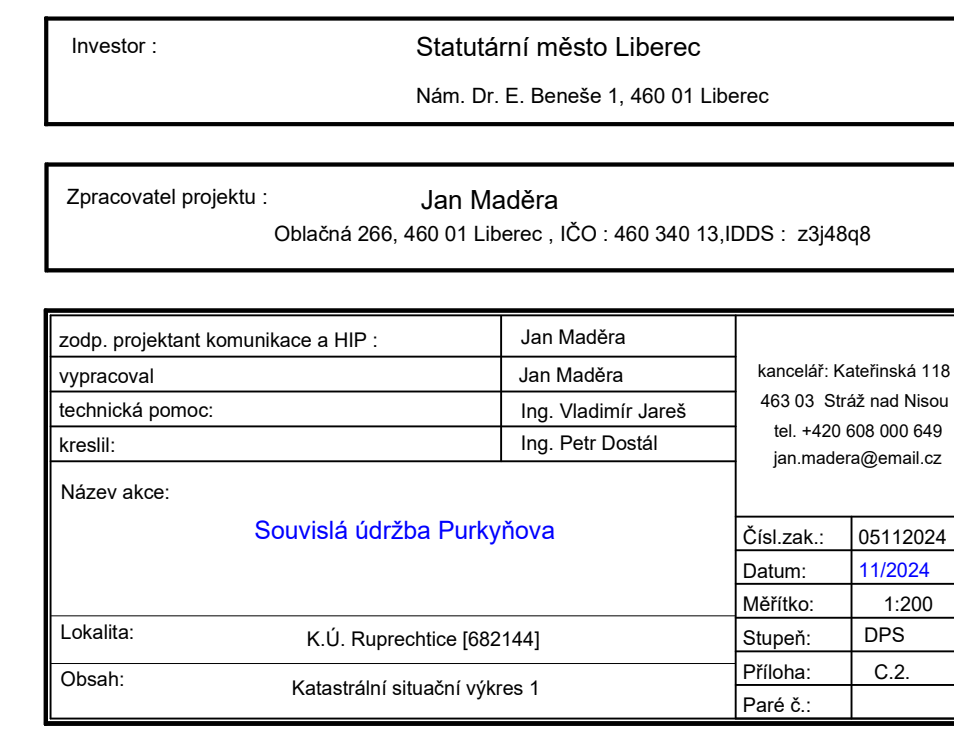 Investor :
Statutární město Liberec
Nám. Dr. E. Beneše 1, 460 01 Liberec
Zpracovatel projektu :
Jan Maděra
Oblačná 266, 460 01 Liberec , IČO : 460 340 13,IDDS : z3j48q8
zodp. projektant komunikace a HIP : Jan Maděra
vypracoval Jan Maděra
technická pomoc: Ing. Vladimír Jareš
kreslil: Ing. Petr Dostál
kancelář: Kateřinská 118
463 03 Stráž nad Nisou
tel. +420 608 000 649
jan.madera@email.cz
Název akce:
Souvislá údržba Purkyňova
Lokalita: K.Ú. Ruprechtice [682144]
Obsah: Katastrální situační výkres 1
Čísl.zak.: 05112024
Datum: 11/2024
Měřítko: 1:200
Stupeň: DPS
Příloha: C.2.
Paré č.: